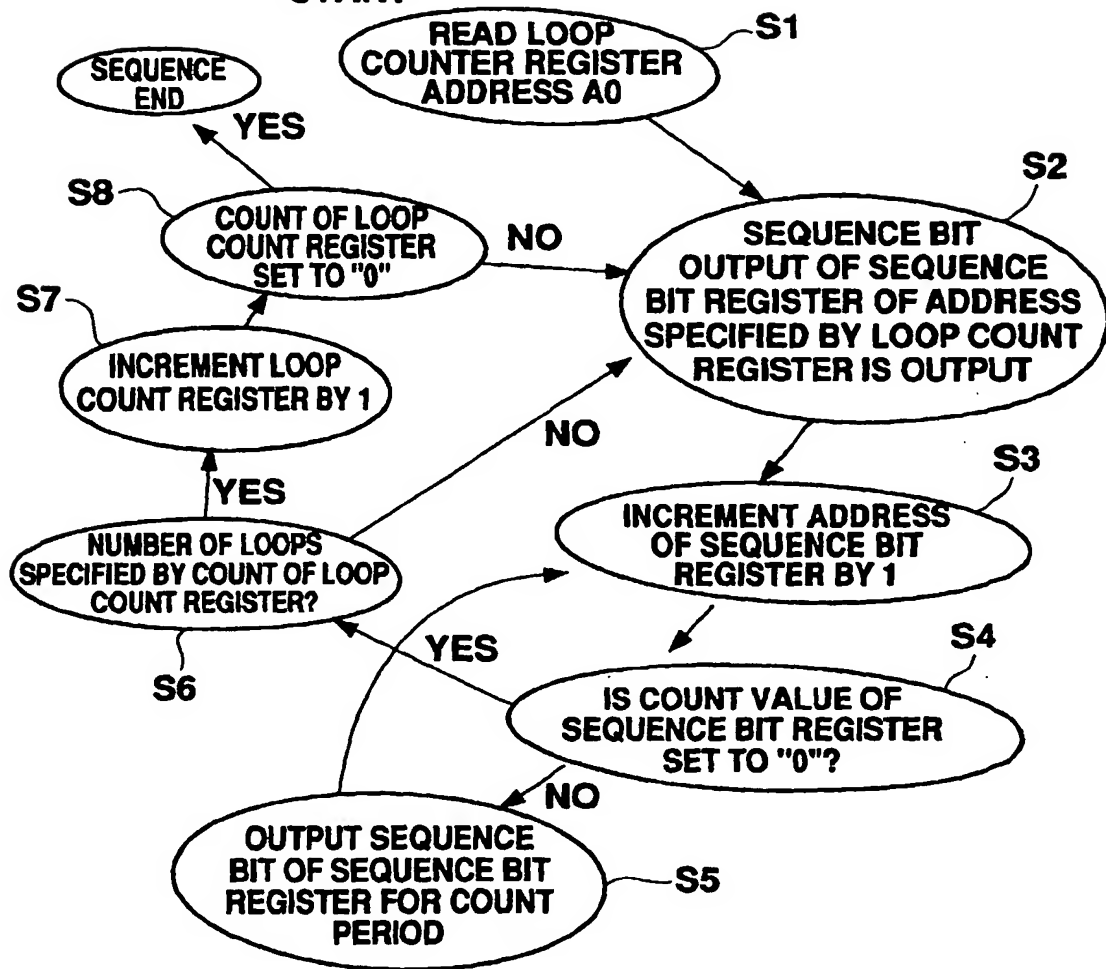 READ LOOP
COUNTER REGISTER
ADDRESS A0
S1
SEQUENCE
END
YES
S8
COUNT OF LOOP
COUNT REGISTER
SET TO "0"
NO
S2
SEQUENCE BIT
OUTPUT OF SEQUENCE
BIT REGISTER OF ADDRESS
SPECIFIED BY LOOP COUNT
REGISTER IS OUTPUT
S7
INCREMENT LOOP
COUNT REGISTER BY 1
YES
NO
S3
INCREMENT ADDRESS
OF SEQUENCE BIT
REGISTER BY 1
NUMBER OF LOOPS
SPECIFIED BY COUNT OF LOOP
COUNT REGISTER?
S6
YES
S4
IS COUNT VALUE OF
SEQUENCE BIT REGISTER
SET TO "0"?
NO
OUTPUT SEQUENCE
BIT OF SEQUENCE BIT
REGISTER FOR COUNT
PERIOD
S5